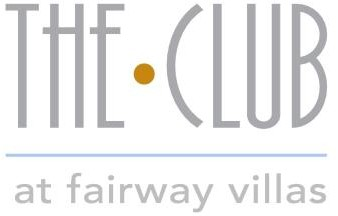 THE • CLUB
at fairway villas